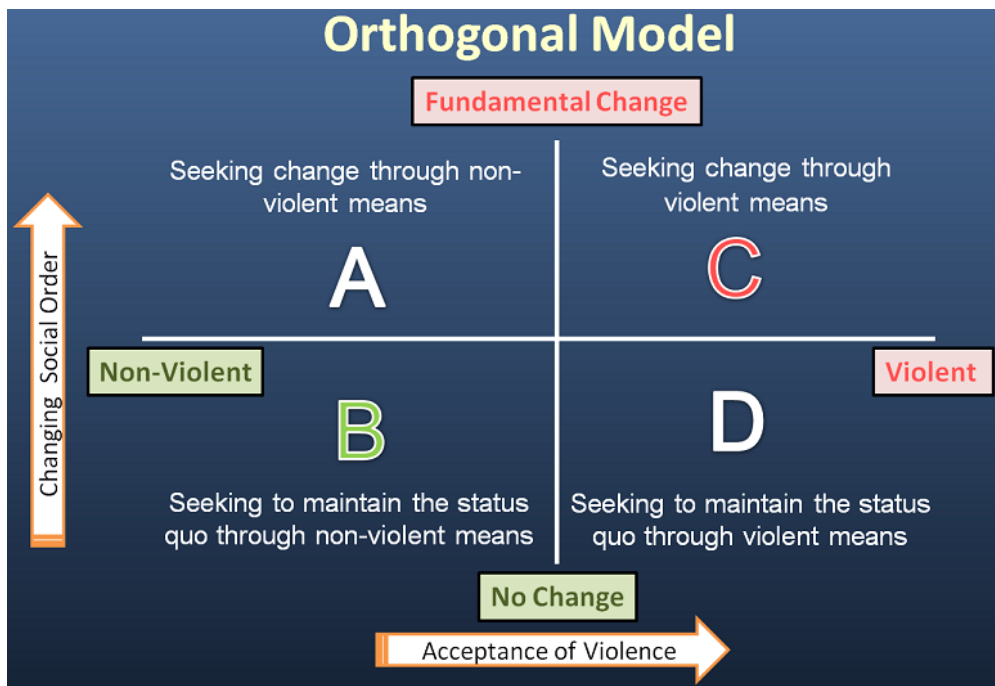 Orthogonal Model
Fundamental Change
Seeking change through non-
violent means
Seeking change through
violent means
A
C
Changing Social Order
Non-Violent
Violent
B
D
Seeking to maintain the status
quo through non-violent means
Seeking to maintain the status
quo through violent means
No Change
Acceptance of Violence